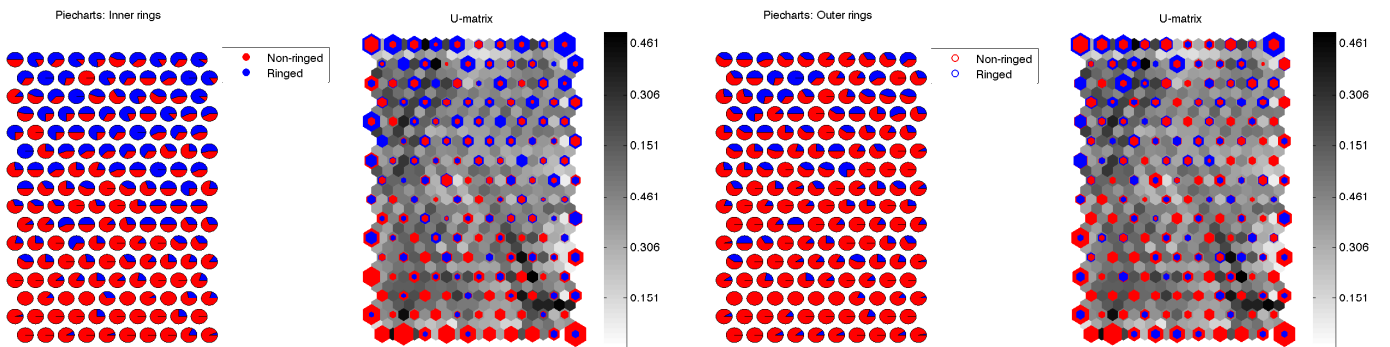 Piecharts: Inner rings
Non-ringed
Ringed
U-matrix
0.461
0.306
0.151
0.461
0.306
0.151
Piecharts: Outer rings
Non-ringed
Ringed
U-matrix
0.461
0.306
0.151
0.461
0.306
0.151